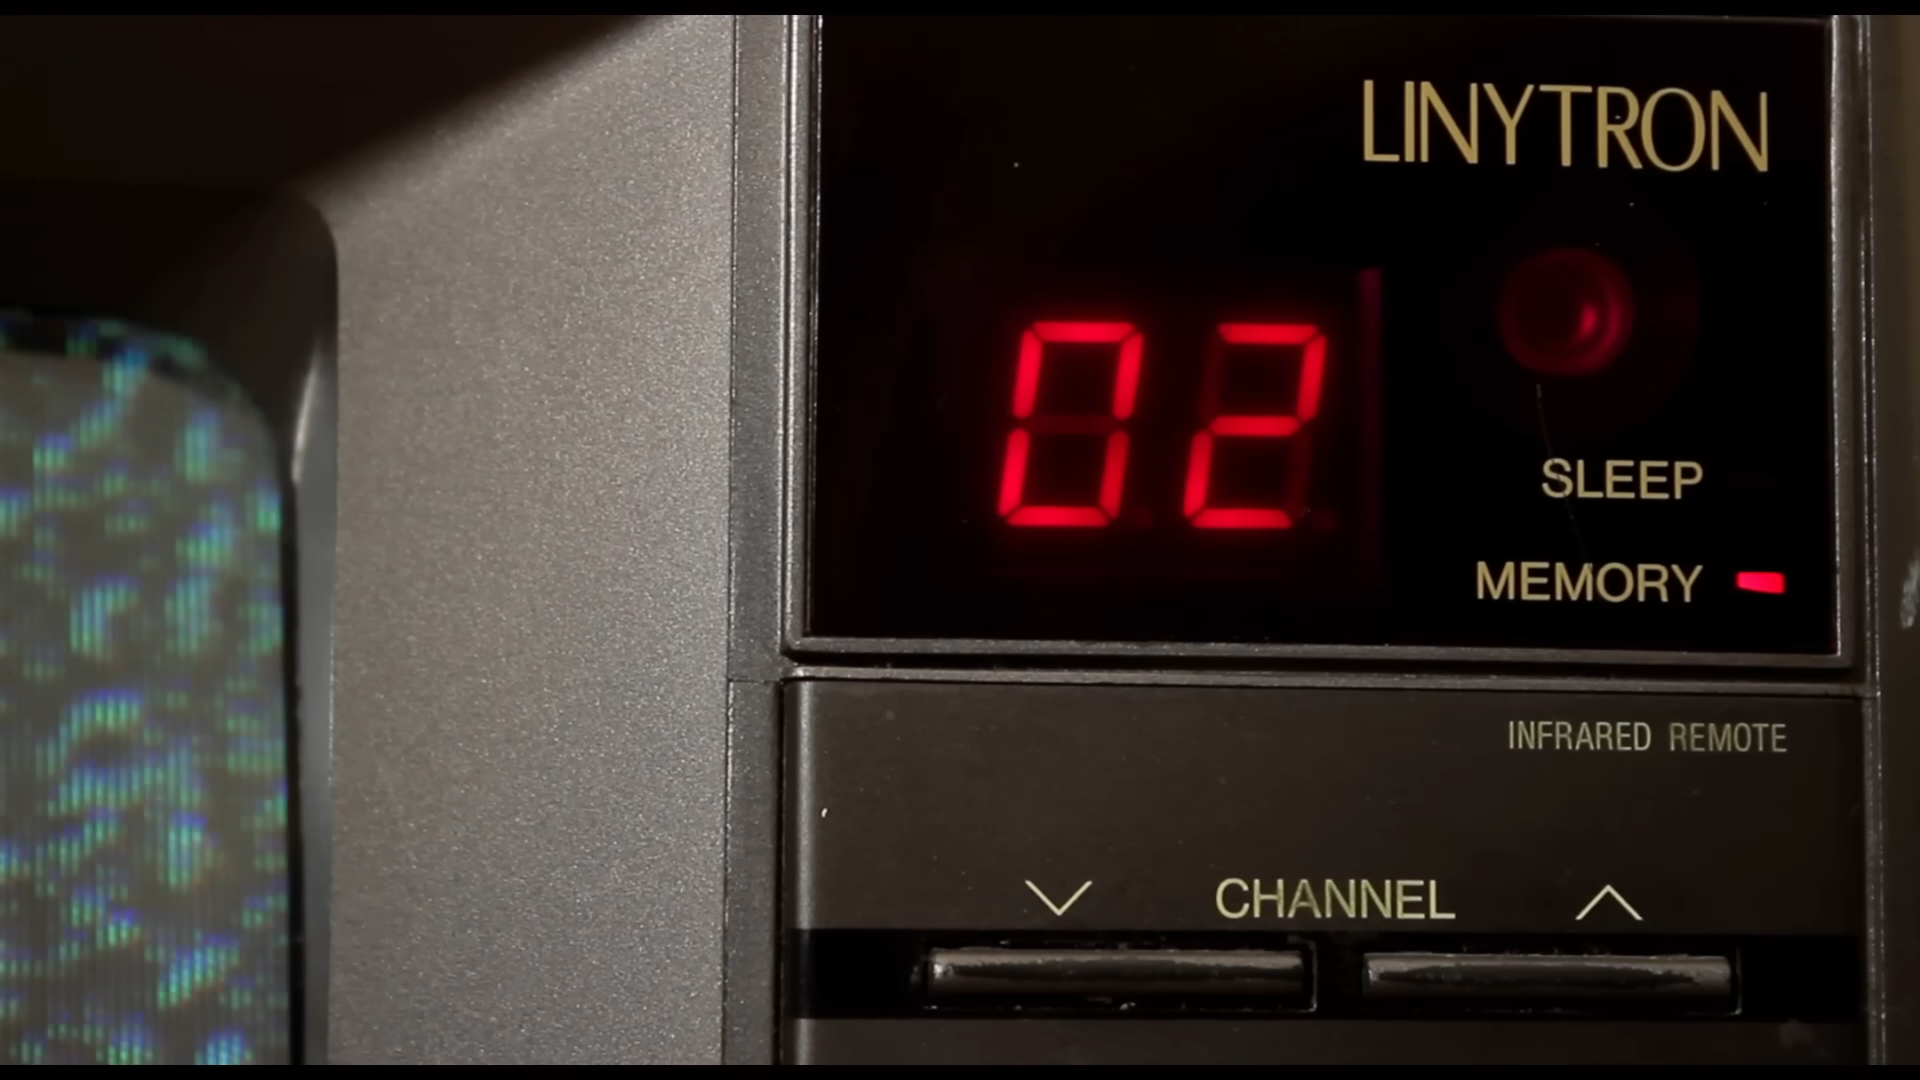 LINYTRON
02
SLEEP
MEMORY
INFRARED REMOTE
CHANNEL